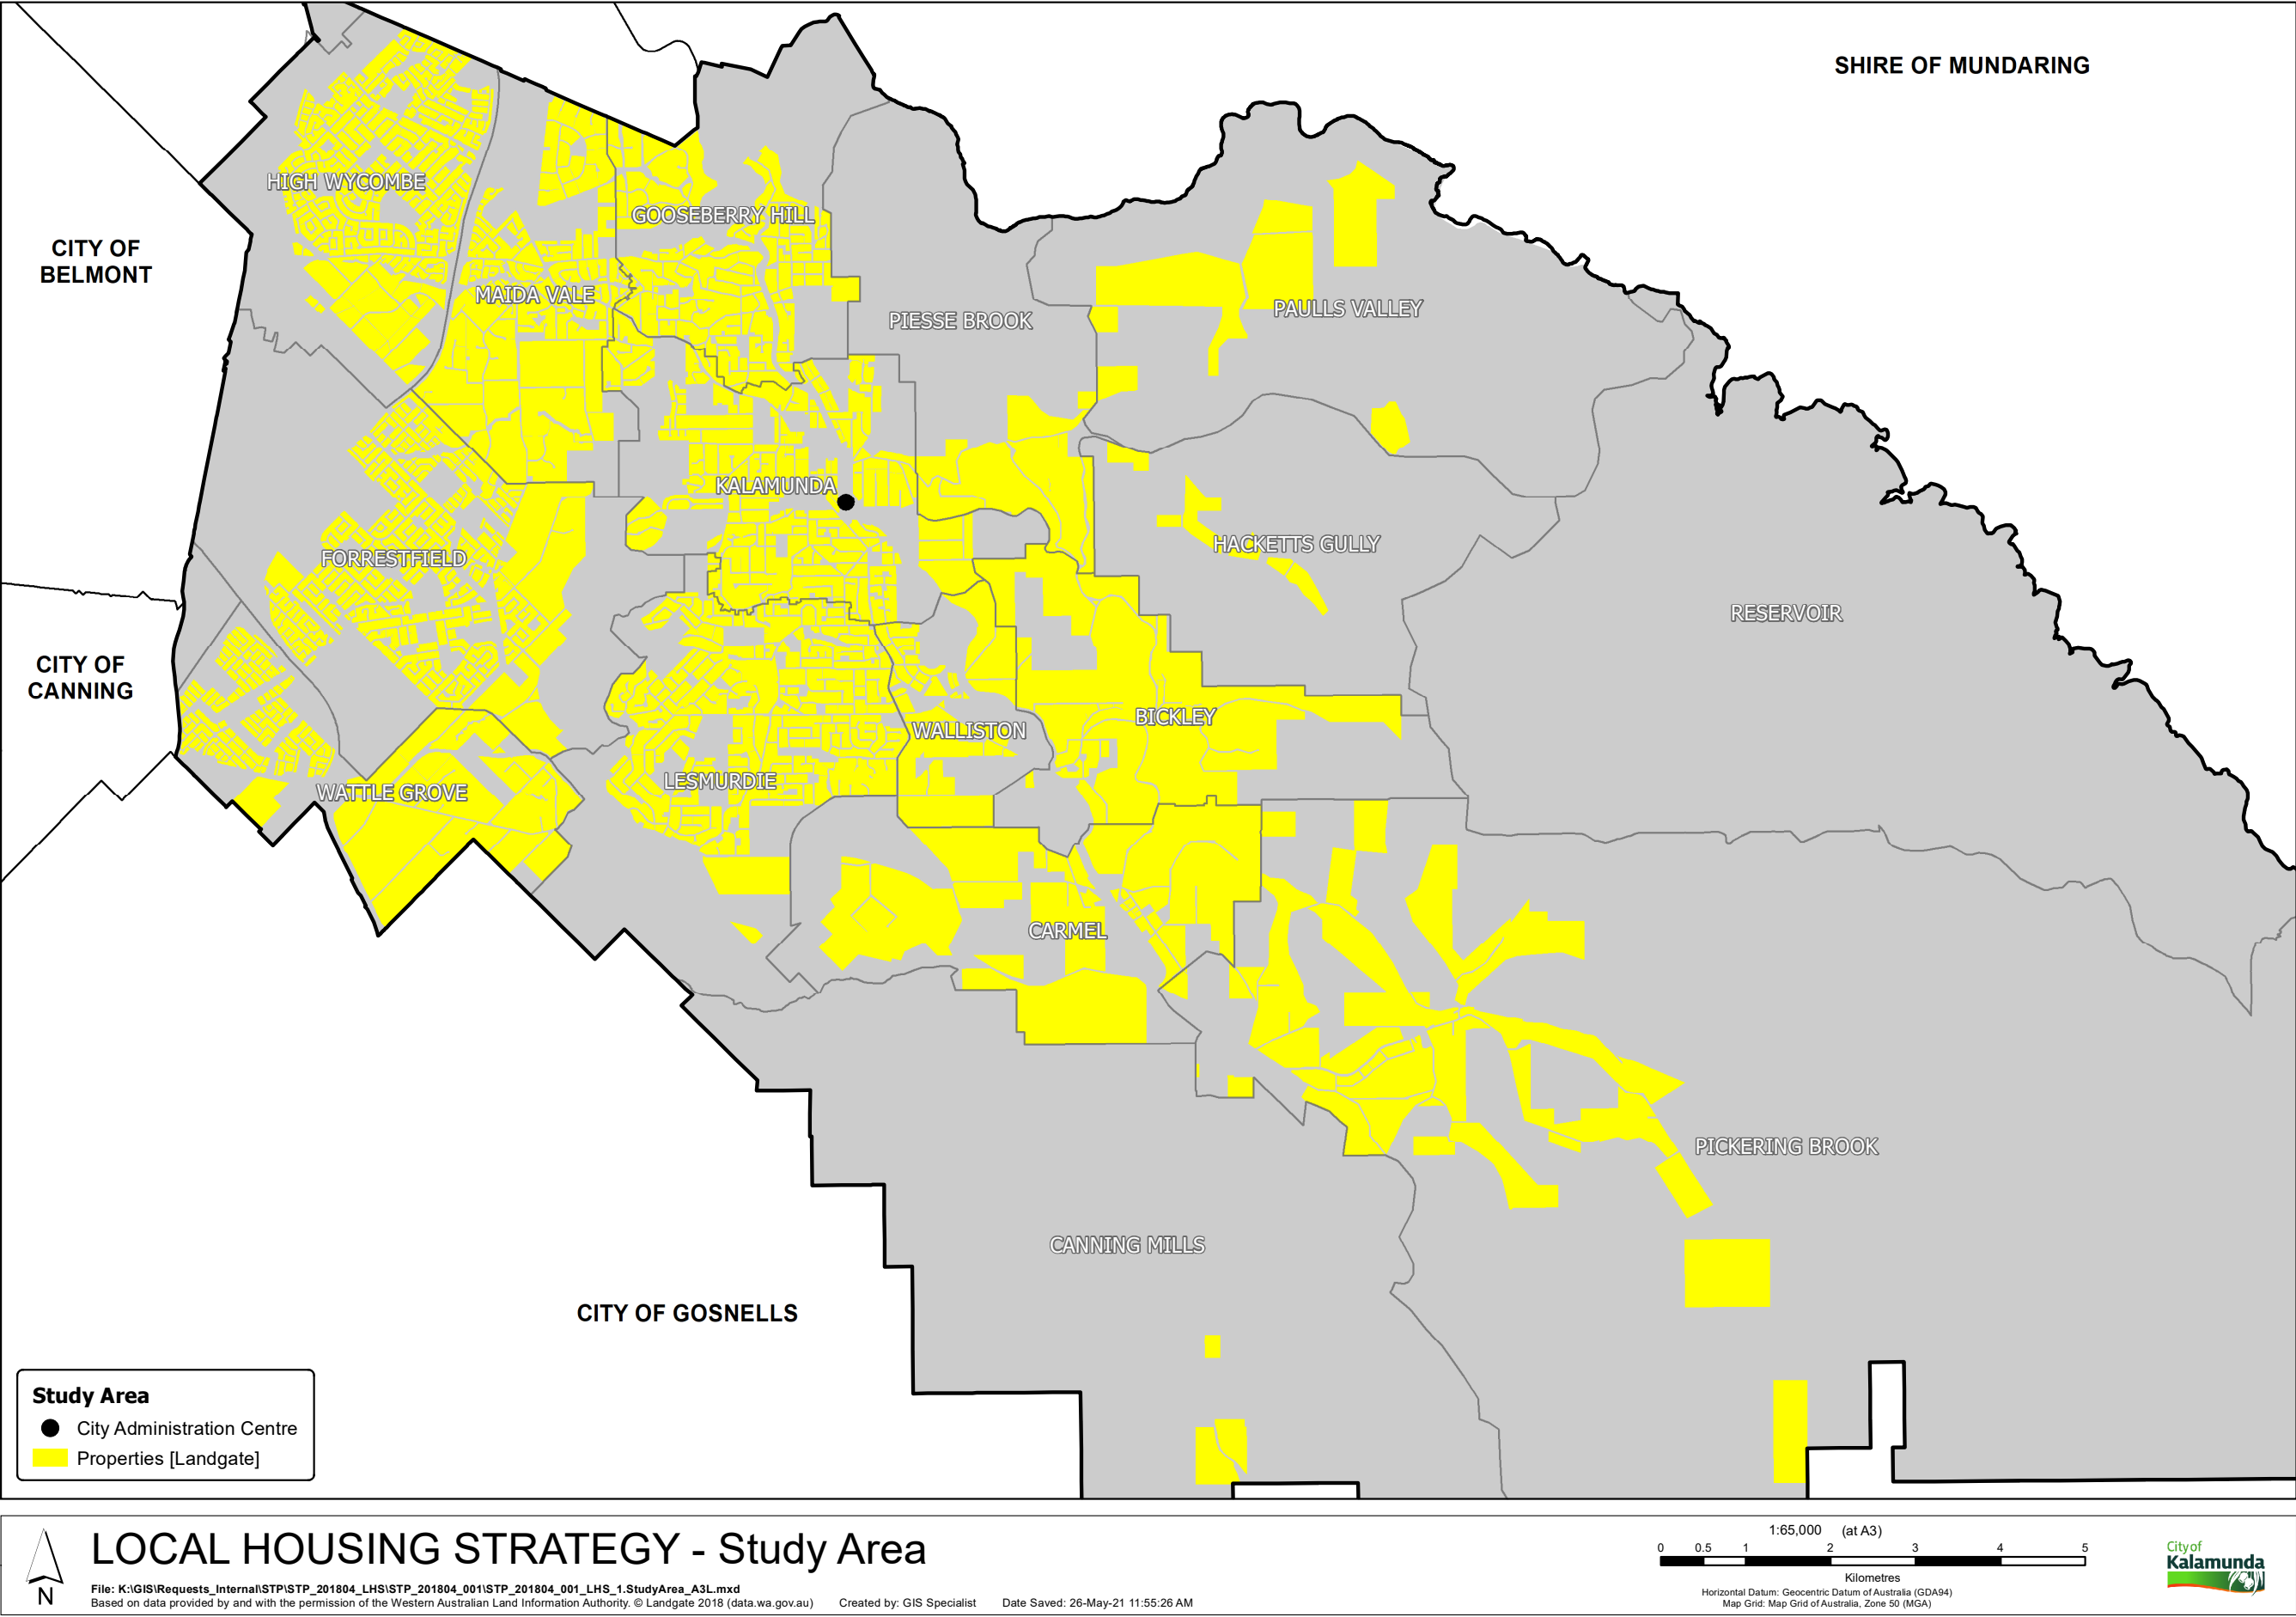 SHIRE OF MUNDARING
HIGH WYCOMBE
GOOSEBERRY HILL
CITY OF
BELMONT
MAIDA VALE
PAULLS VALLEY
PIESSE BROOK
KALAMUNDA
HACKETTS GULLY
FORRESTFIELD
RESERVOIR
CITY OF
CANNING
BICKLEY
WALLISTON
LESMURDIE
WATTLE GROVE
CARMEL
PICKERING BROOK
CANNING MILLS
CITY OF GOSNELLS
Study Area
City Administration Centre
Properties [Landgate]
N
LOCAL HOUSING STRATEGY - Study Area
File: K:\GIS\Requests_Internal\STP\STP_201804_LHS\STP_201804_001\STP_201804_001_LHS_1.StudyArea_A3L.mxd
Based on data provided by and with the permission of the Western Australian Land Information Authority. © Landgate 2018 (data.wa.gov.au) Created by: GIS Specialist Date Saved: 26-May-21 11:55:26 AM
1:65,000 (at A3)
0 0.5 1 2 3 4 5
Kilometres
Horizontal Datum: Geocentric Datum of Australia (GDA94)
Map Grid: Map Grid of Australia, Zone 50 (MGA)
City of
Kalamunda